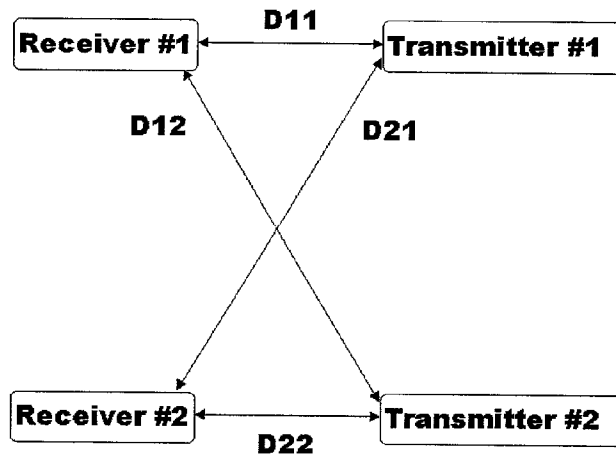 D11
Receiver #1
Transmitter #1
D12
D21
Receiver #2
Transmitter #2
D22